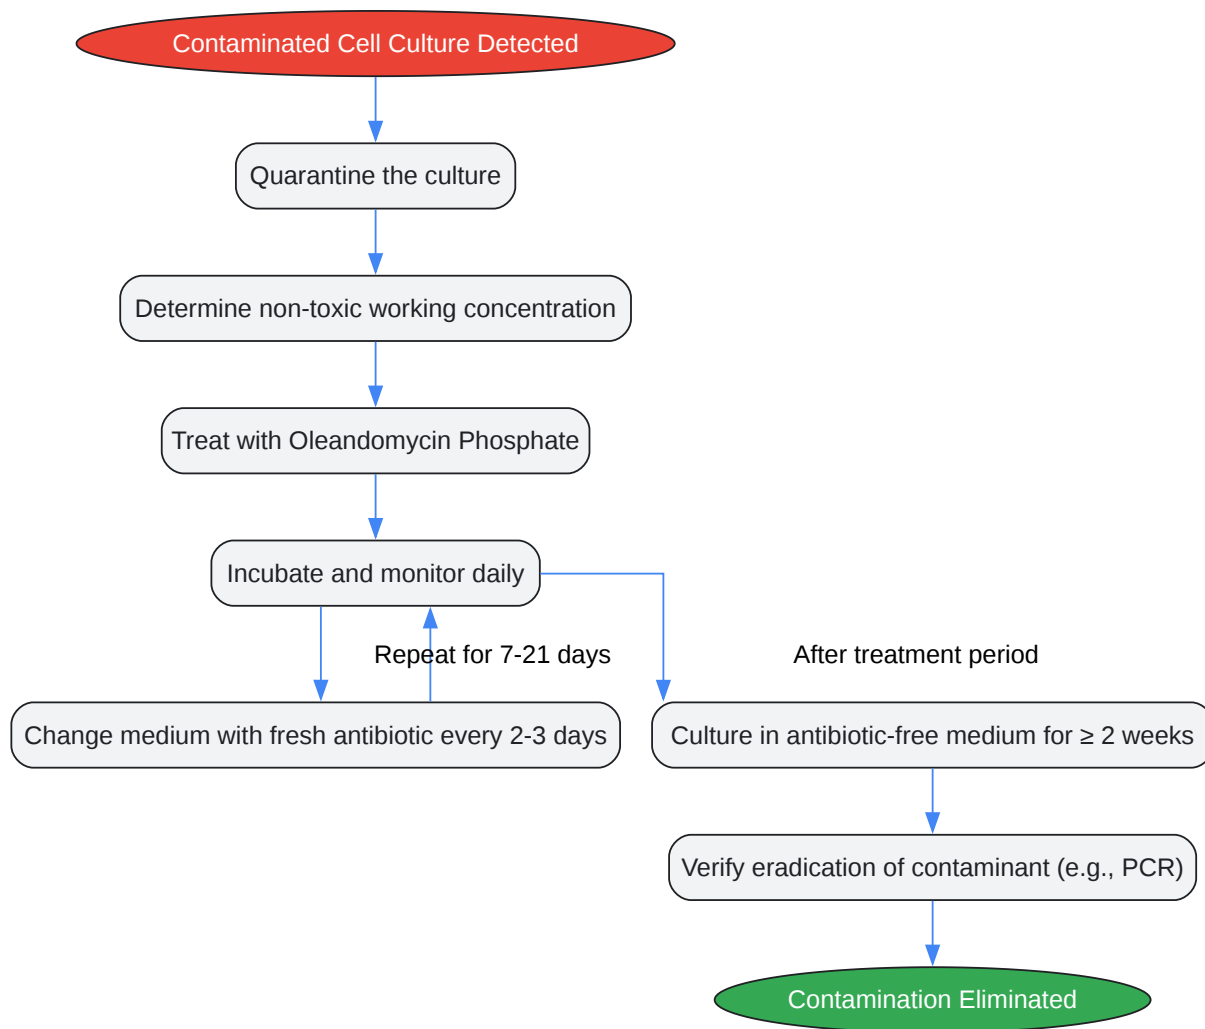 Contaminated Cell Culture Detected
Quarantine the culture
Determine non-toxic working concentration
Treat with Oleandomycin Phosphate
Incubate and monitor daily
Repeat for 7-21 days
After treatment period
Change medium with fresh antibiotic every 2-3 days
Culture in antibiotic-free medium for ≥ 2 weeks
Verify eradication of contaminant (e.g., PCR)
Contamination Eliminated